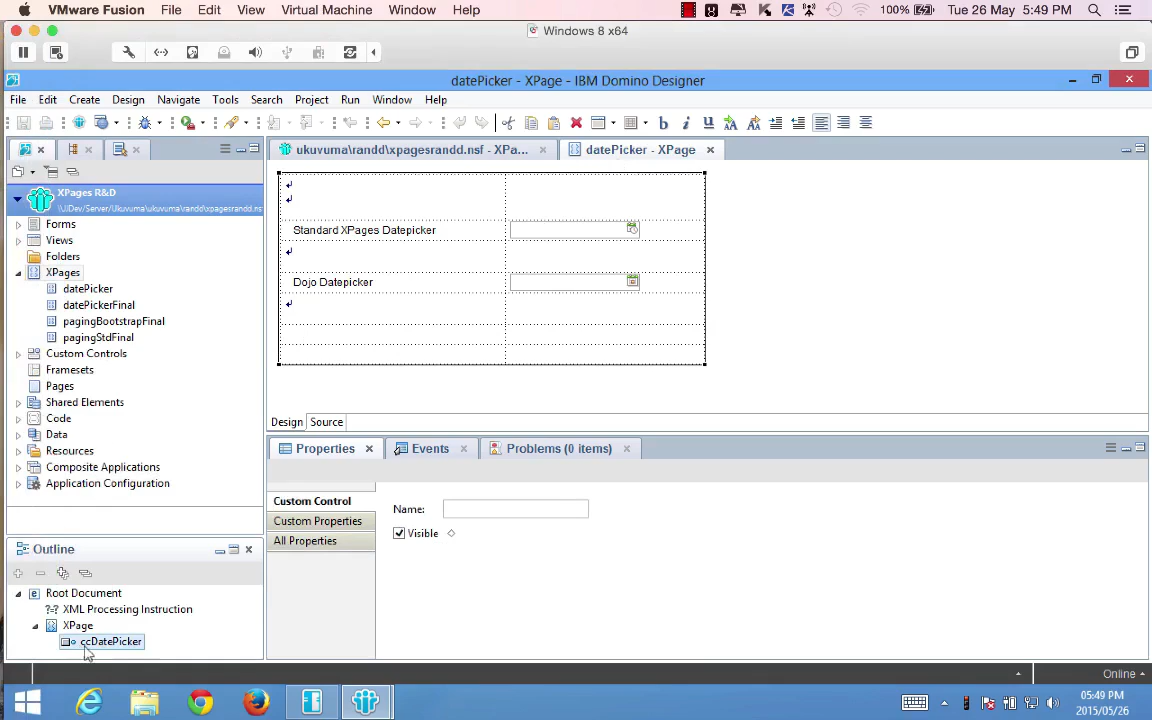 VMware Fusion File Edit View Virtual Machine Window Help 100% Tue 26 May 5:49 PM
Windows 8 x64
datePicker - XPage - IBM Domino Designer
File Edit Create Design Navigate Tools Search Project Run Window Help
ukuvuma\randd\xpagesrandd.nsf - XPa...
datePicker - XPage
XPages R&D
Forms
Views
Folders
XPages
datePicker
datePickerFinal
pagingBootstrapFinal
pagingStdFinal
Custom Controls
Framesets
Pages
Shared Elements
Code
Data
Resources
Composite Applications
Application Configuration
Standard XPages Datepicker
Dojo Datepicker
Design Source
Properties Events Problems (0 items)
Custom Control
Custom Properties
All Properties
Name:
Visible
Outline
Root Document
XML Processing Instruction
XPage
ccDatePicker
Online
05:49 PM
2015/05/26